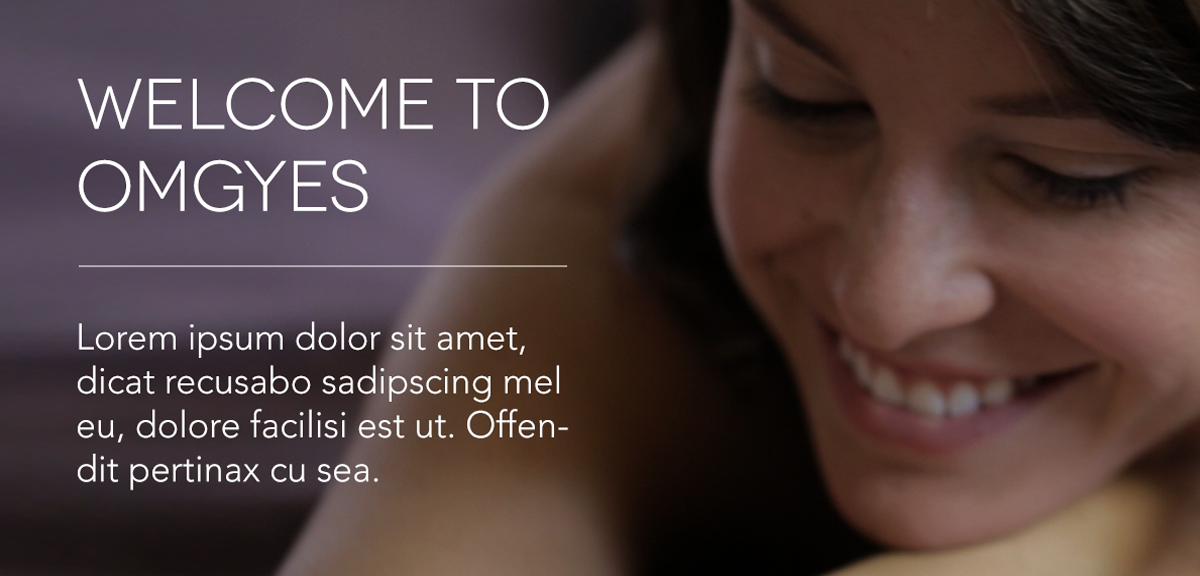 WELCOME TO
OMGYES
Lorem ipsum dolor sit amet,
dicat recusabo sadipscing mel
eu, dolore facilisi est ut. Offen-
dit pertinax cu sea.